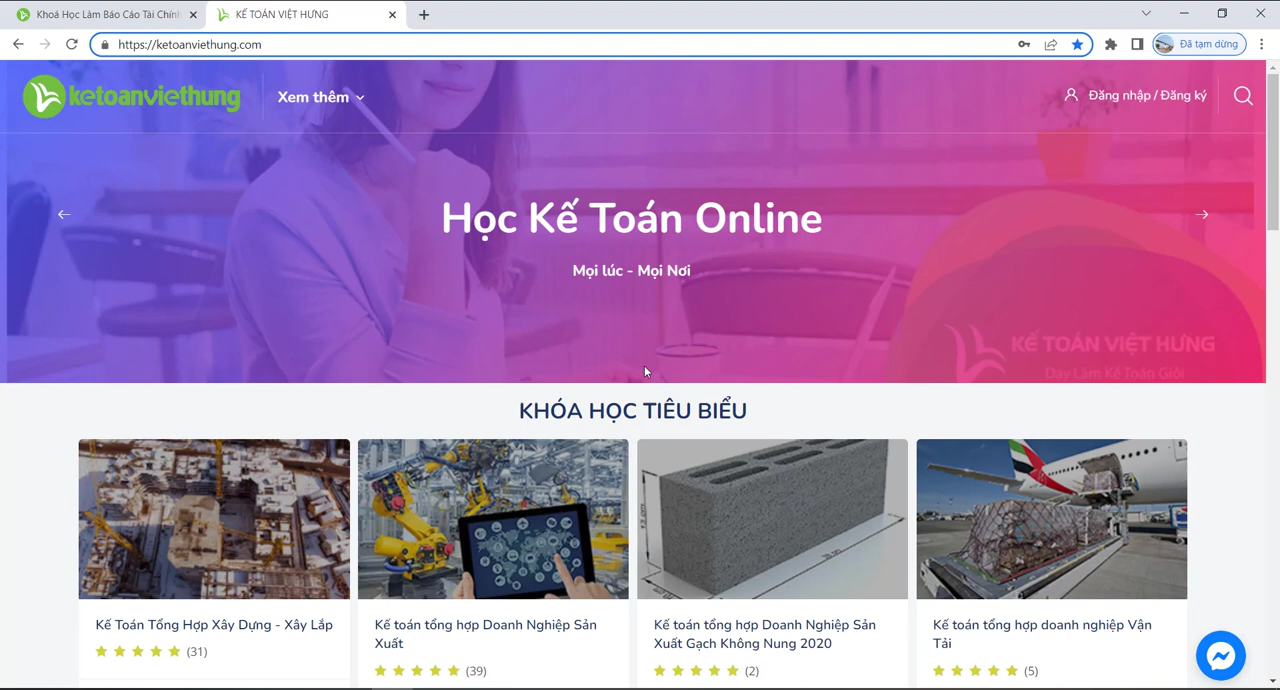 Khoá Học Làm Báo Cáo Tài Chính
KẾ TOÁN VIỆT HƯNG
https://ketoanviethung.com
Đã tạm dừng
ketoanviethung
Xem thêm
Đăng nhập / Đăng ký
Học Kế Toán Online
Mọi lúc - Mọi Nơi
KẾ TOÁN VIỆT HƯNG
Dạy Làm Kế Toán Giỏi
KHÓA HỌC TIÊU BIỂU
Kế Toán Tổng Hợp Xây Dựng - Xây Lắp
(31)
Kế toán tổng hợp Doanh Nghiệp Sản
Xuất
(39)
Kế toán tổng hợp Doanh Nghiệp Sản
Xuất Gạch Không Nung 2020
(2)
Kế toán tổng hợp doanh nghiệp Vận
Tải
(5)